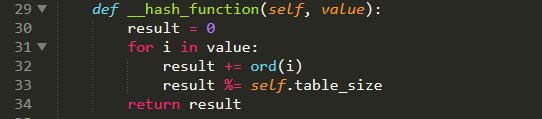 29 ▼ def __hash_function(self, value):
30 result = 0
31 ▼ for i in value:
32 result += ord(i)
33 result %= self.table_size
34 return result